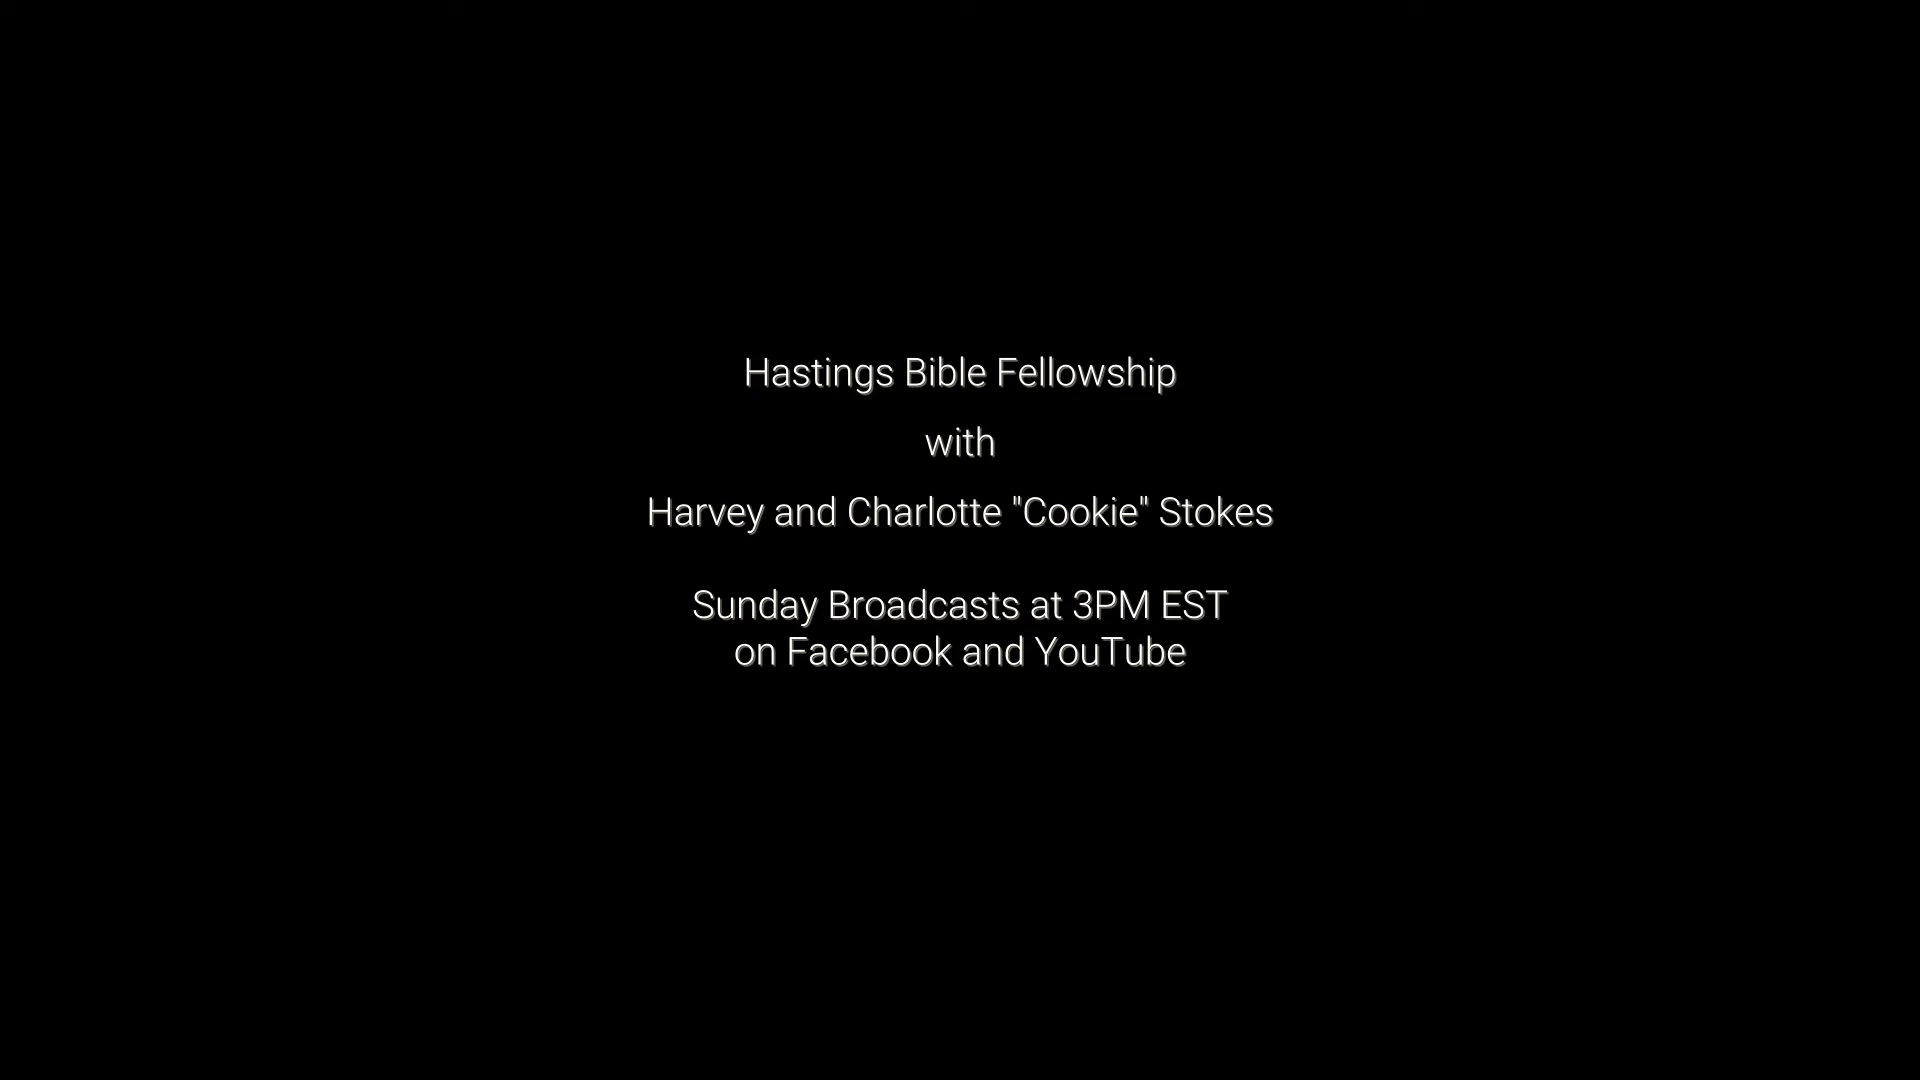 Hastings Bible Fellowship
with
Harvey and Charlotte "Cookie" Stokes
Sunday Broadcasts at 3PM EST
on Facebook and YouTube